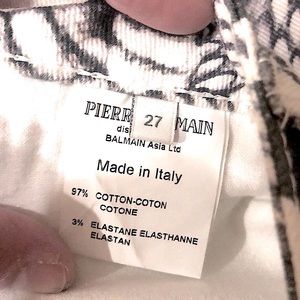 PIERR MAIN
27
dis
BALMAIN Asia Ltd
Made in Italy
97% COTTON-COTON
COTONE
3% ELASTANE ELASTHANNE
ELASTAN